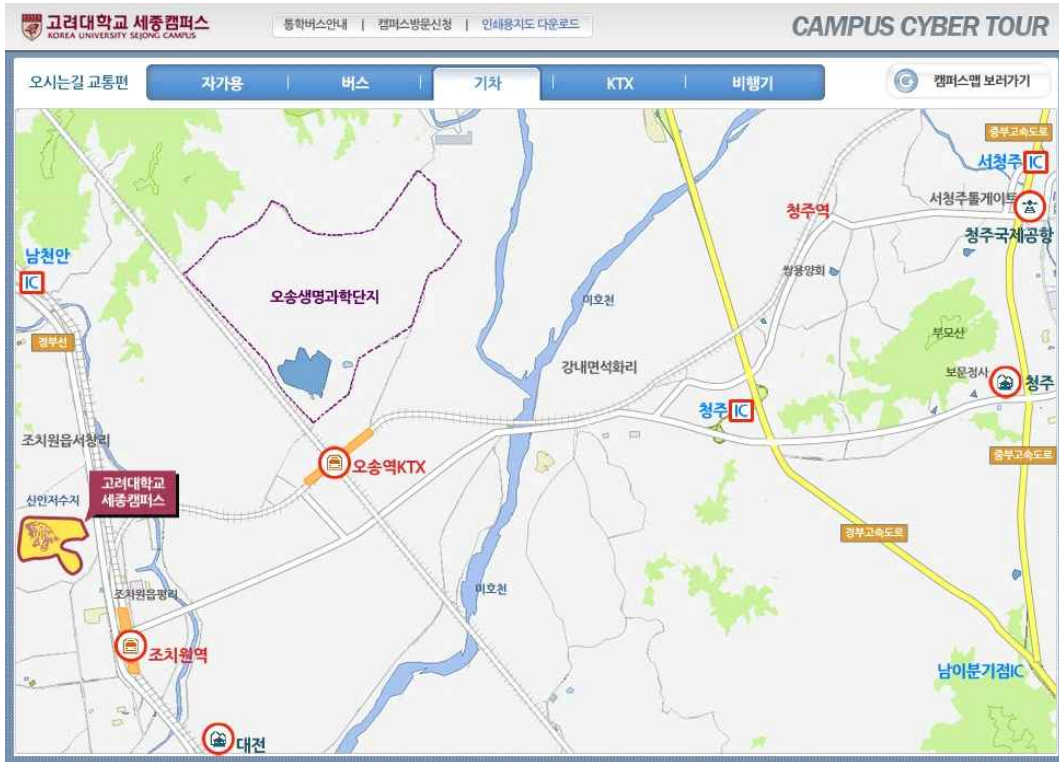 고려대학교 세종캠퍼스
KOREA UNIVERSITY SEJONG CAMPUS
통학버스안내 | 캠퍼스방문신청 | 인쇄용지도 다운로드
CAMPUS CYBER TOUR
오시는길 교통편
자가용 | 버스 | 기차 | KTX | 비행기
캠퍼스맵 보러가기
중부고속도로
서청주 IC
서청주톨게이트
청주역
청주국제공항
남천안
IC
쌍용양회
오송생명과학단지
미호천
경부선
부모산
강내면석화리
보문정사
청주
청주 IC
조치원읍서창리
중부고속도로
오송역KTX
고려대학교
세종캠퍼스
신안저수지
경부고속도로
미호천
조치원읍평리
조치원역
남이분기점IC
대전